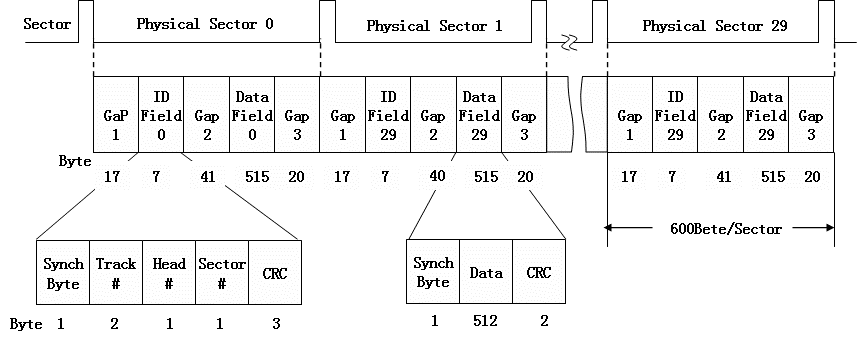 Sector Physical Sector 0 Physical Sector 1 Physical Sector 29
GaP 1 ID Field 0 Gap 2 Data Field 0 Gap 3 Gap 1 ID Field 29 Gap 2 Data Field 29 Gap 3 Gap 1 ID Field 29 Gap 2 Data Field 29 Gap 3
Byte 17 7 41 515 20 17 7 40 515 20 17 7 41 515 20
600Bete/Sector
Synch Byte Track # Head # Sector # CRC
Synch Byte Data CRC
Byte 1 2 1 1 3
1 512 2